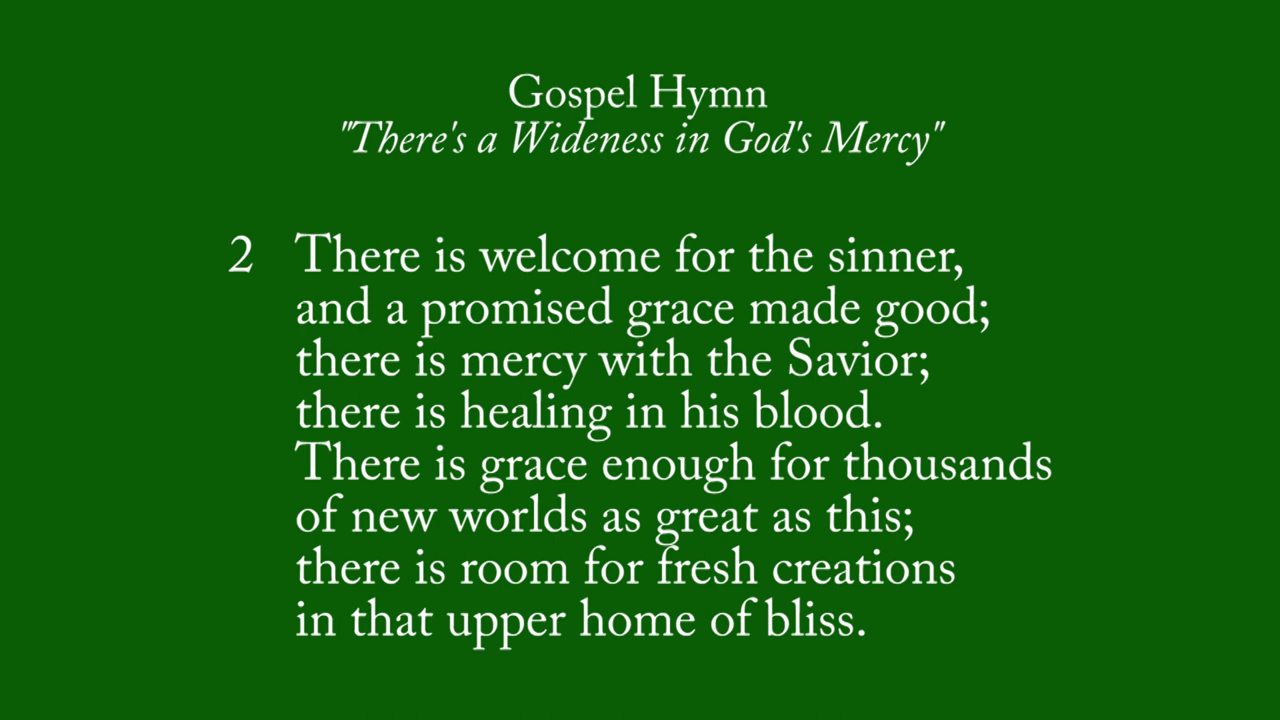 Gospel Hymn
"There's a Wideness in God's Mercy"
2 There is welcome for the sinner,
and a promised grace made good;
there is mercy with the Savior;
there is healing in his blood.
There is grace enough for thousands
of new worlds as great as this;
there is room for fresh creations
in that upper home of bliss.